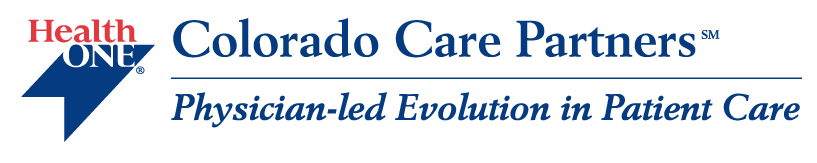 Health
ONE®
Colorado Care Partners℠
Physician-led Evolution in Patient Care